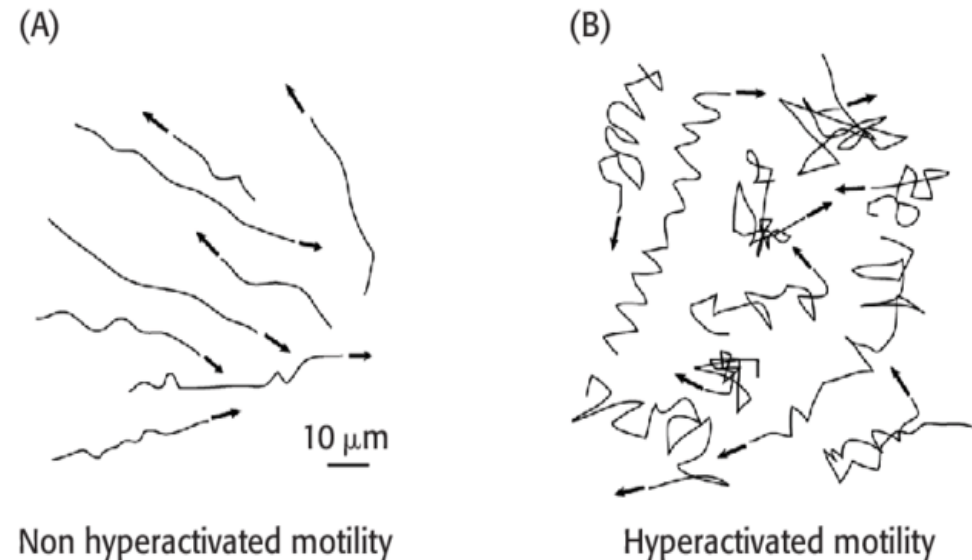 (A)
(B)
10 μm
Non hyperactivated motility
Hyperactivated motility